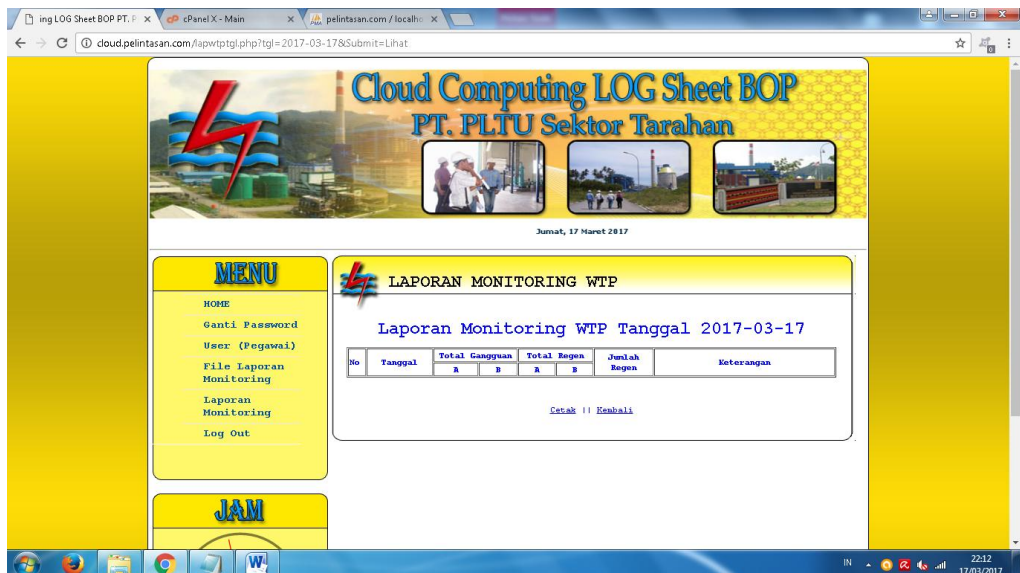 ing LOG Sheet BOP PT. P
cPanel X - Main
pelintasan.com / localho
cloud.pelintasan.com/lapwtptgl.php?tgl=2017-03-17&Submit=Lihat
Cloud Computing LOG Sheet BOP
PT. PLTU Sektor Tarahan
Jumat, 17 Maret 2017
MENU
HOME
Ganti Password
User (Pegawai)
File Laporan
Monitoring
Laporan
Monitoring
Log Out
JAM
LAPORAN MONITORING WTP
Laporan Monitoring WTP Tanggal 2017-03-17
No Tanggal Total Gangguan Total Regen Jumlah Regen Keterangan
A B A B
Cetak || Kembali
IN
22:12
17/03/2017